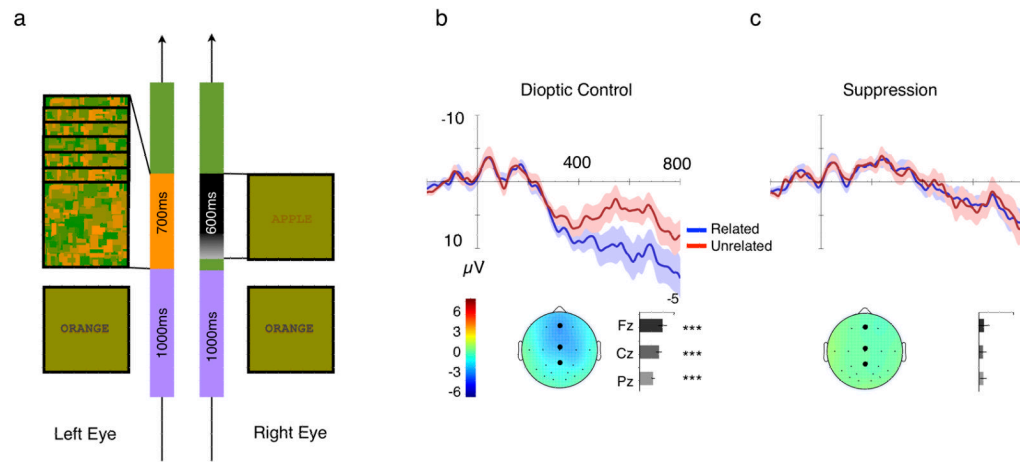 a
700ms
600ms
APPLE
ORANGE
1000ms
1000ms
ORANGE
Left Eye
Right Eye
b
Dioptic Control
-10
400
800
10
µV
Related
Unrelated
6
3
0
-3
-6
-5
Fz
***
Cz
***
Pz
***
c
Suppression